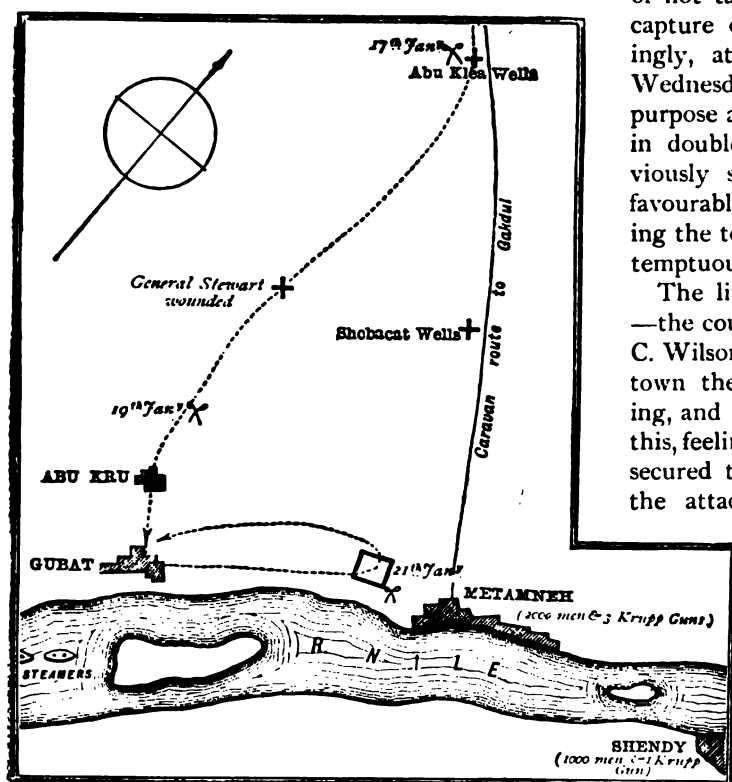 17th Jany
Abu Klea Wells
General Stewart
wounded
Shobacat Wells
Caravan route to Gakdul
19th Jany
ABU KRU
GUBAT
21th Jany
METAMNEH
(2000 men & 3 Krupp Guns)
R. NILE
STEAMERS
SHENDY
(1000 men & 1 Krupp
Gun)
capture
ingly, at
Wednesd
purpose a
in double
viously s
favourabl
ing the to
temptuou
The li
—the cou
C. Wilson
town the
ing, and
this, feelin
secured t
the attac